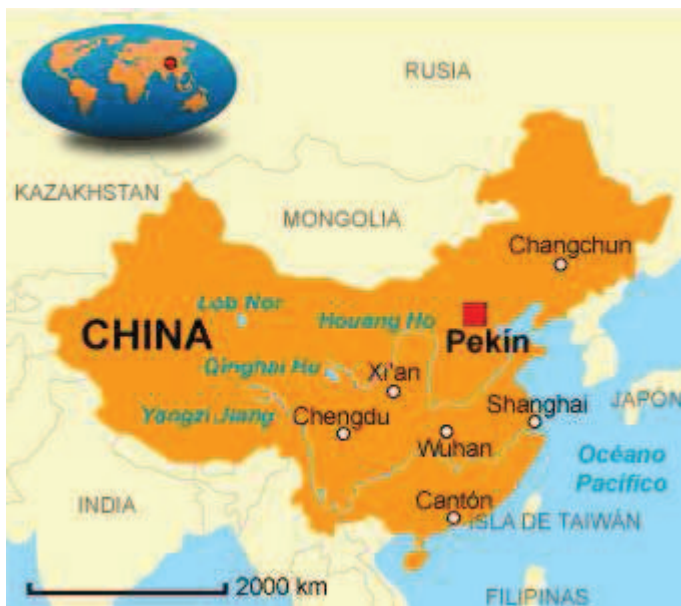 RUSIA
KAZAKHSTAN
MONGOLIA
Changchun
Lob Nor
CHINA
Houang Ho
Pekín
Qinghai Hu
Xi'an
Yangzi Jiang
Chengdu
Shanghai
JAPÓN
Wuhan
Océano
Pacífico
INDIA
Cantón
ISLA DE TAIWÁN
2000 km
FILIPINAS